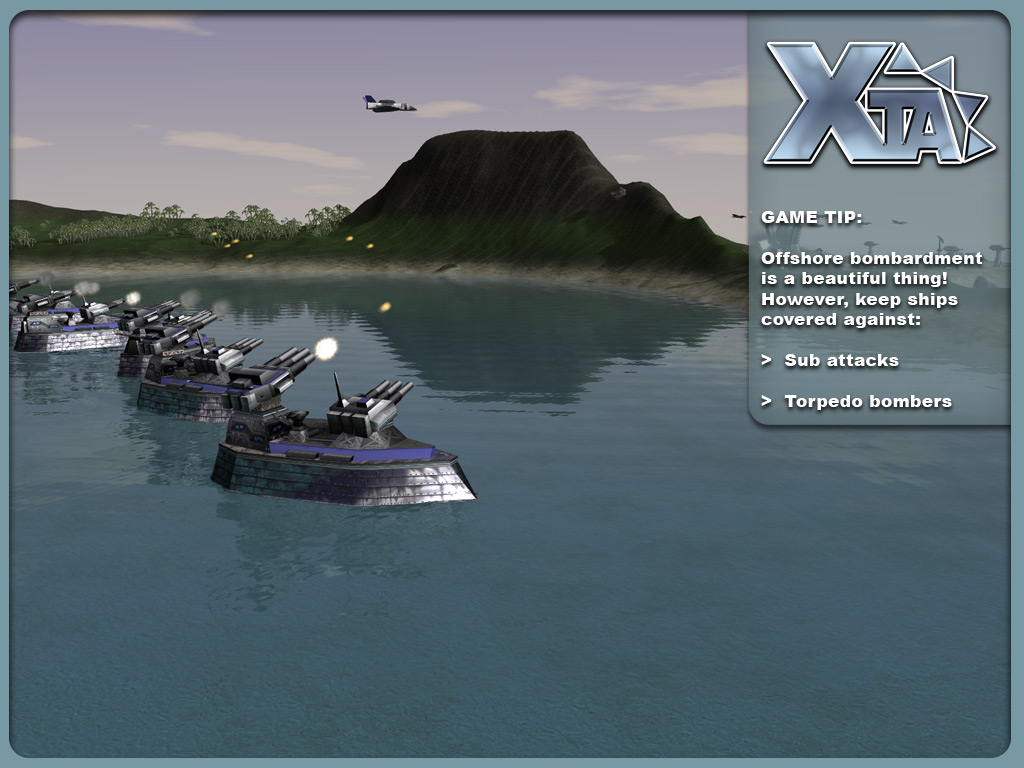 XTA
GAME TIP:
Offshore bombardment
is a beautiful thing!
However, keep ships
covered against:
> Sub attacks
> Torpedo bombers